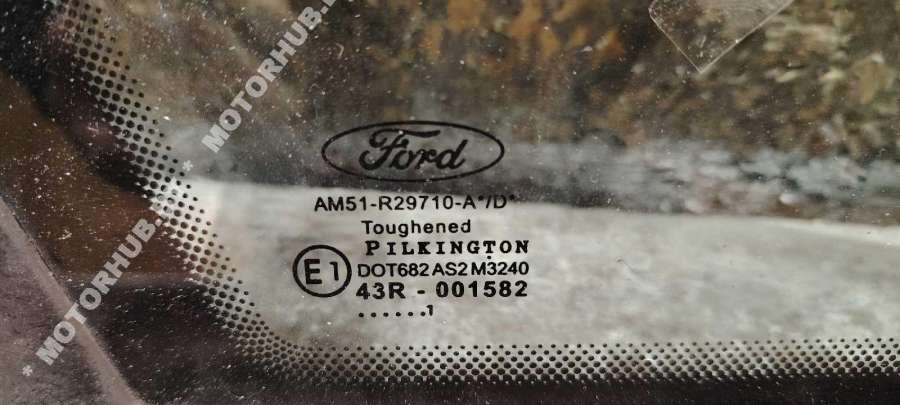 Ford
AM51-R29710-A*/D*
Toughened
PILKINGTON
E1
DOT682 AS2 M3240
43R - 001582
......1
* MOTORHUB.
* MOTORHUB.